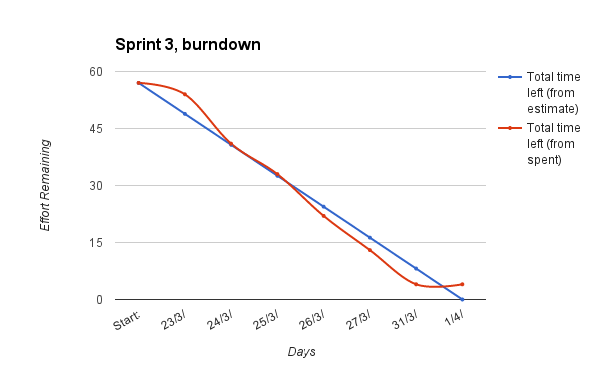 Sprint 3, burndown
60
45
30
15
0
Effort Remaining
Start
23/3/
24/3/
25/3/
26/3/
27/3/
31/3/
1/4/
Days
Total time
left (from
estimate)
Total time
left (from
spent)